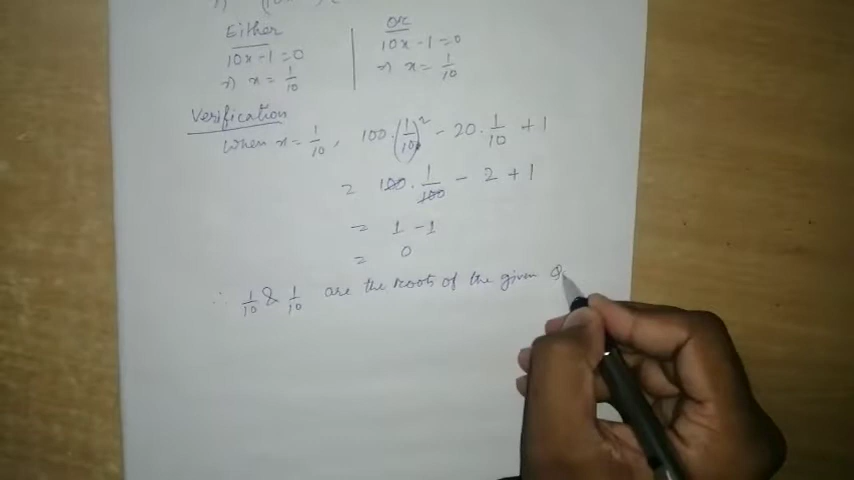 Either
10x-1=0
⇒ x= 1/10
OR
10x-1=0
⇒ x= 1/10
Verification
When x= 1/10, 100.(1/10)^2 - 20. 1/10 + 1
= 100. 1/100 - 2 + 1
= 1 - 1
= 0
∴ 1/10 & 1/10 are the roots of the given Q